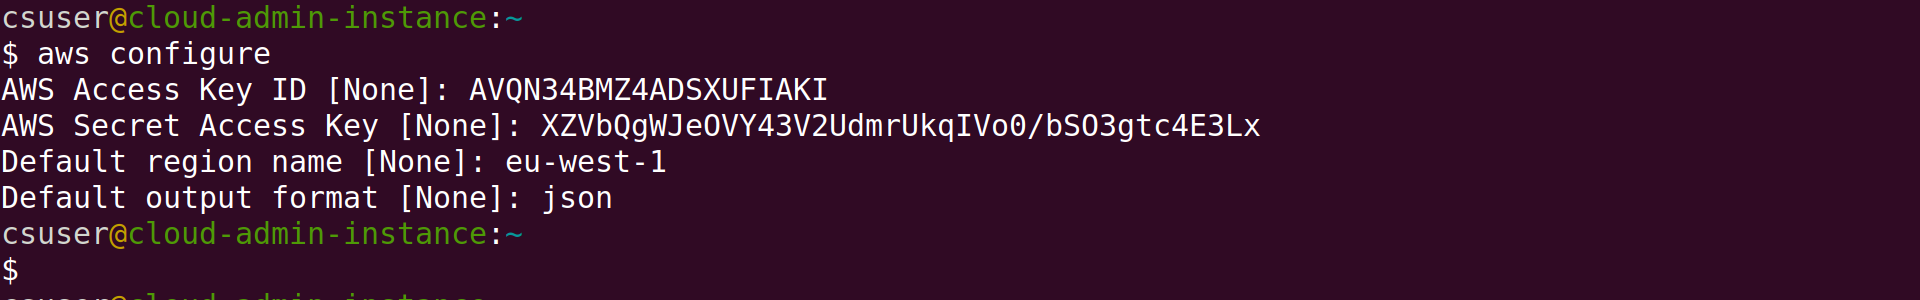 csuser@cloud-admin-instance:~
$ aws configure
AWS Access Key ID [None]: AVQN34BMZ4ADSXUFIAKI
AWS Secret Access Key [None]: XZVbQgWJeOVY43V2UdmrUkqIVo0/bSO3gtc4E3Lx
Default region name [None]: eu-west-1
Default output format [None]: json
csuser@cloud-admin-instance:~
$